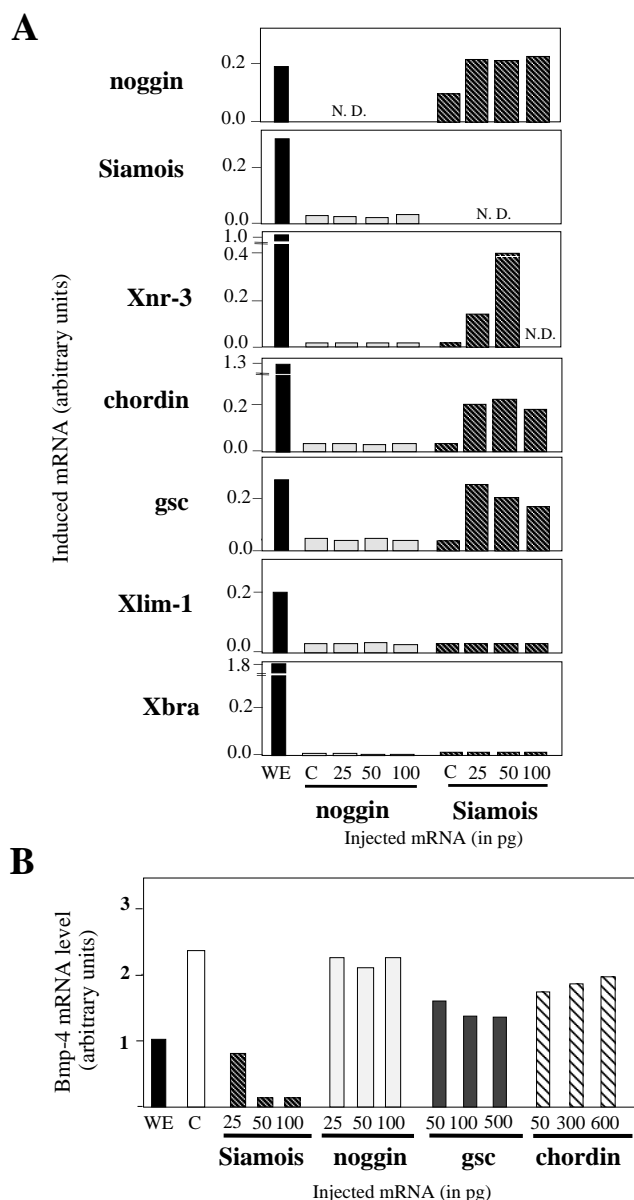 A
Induced mRNA (arbitrary units)
noggin
0.2
0.0
N. D.
Siamois
0.2
0.0
N. D.
Xnr-3
1.0
0.4
0.2
0.0
N.D.
chordin
1.3
0.2
0.0
gsc
0.2
0.0
Xlim-1
0.2
0.0
Xbra
1.8
0.2
0.0
WE C 25 50 100 C 25 50 100
noggin Siamois
Injected mRNA (in pg)
B
Bmp-4 mRNA level
(arbitrary units)
3
2
1
WE C 25 50 100 25 50 100 50 100 500 50 300 600
Siamois noggin gsc chordin
Injected mRNA (in pg)